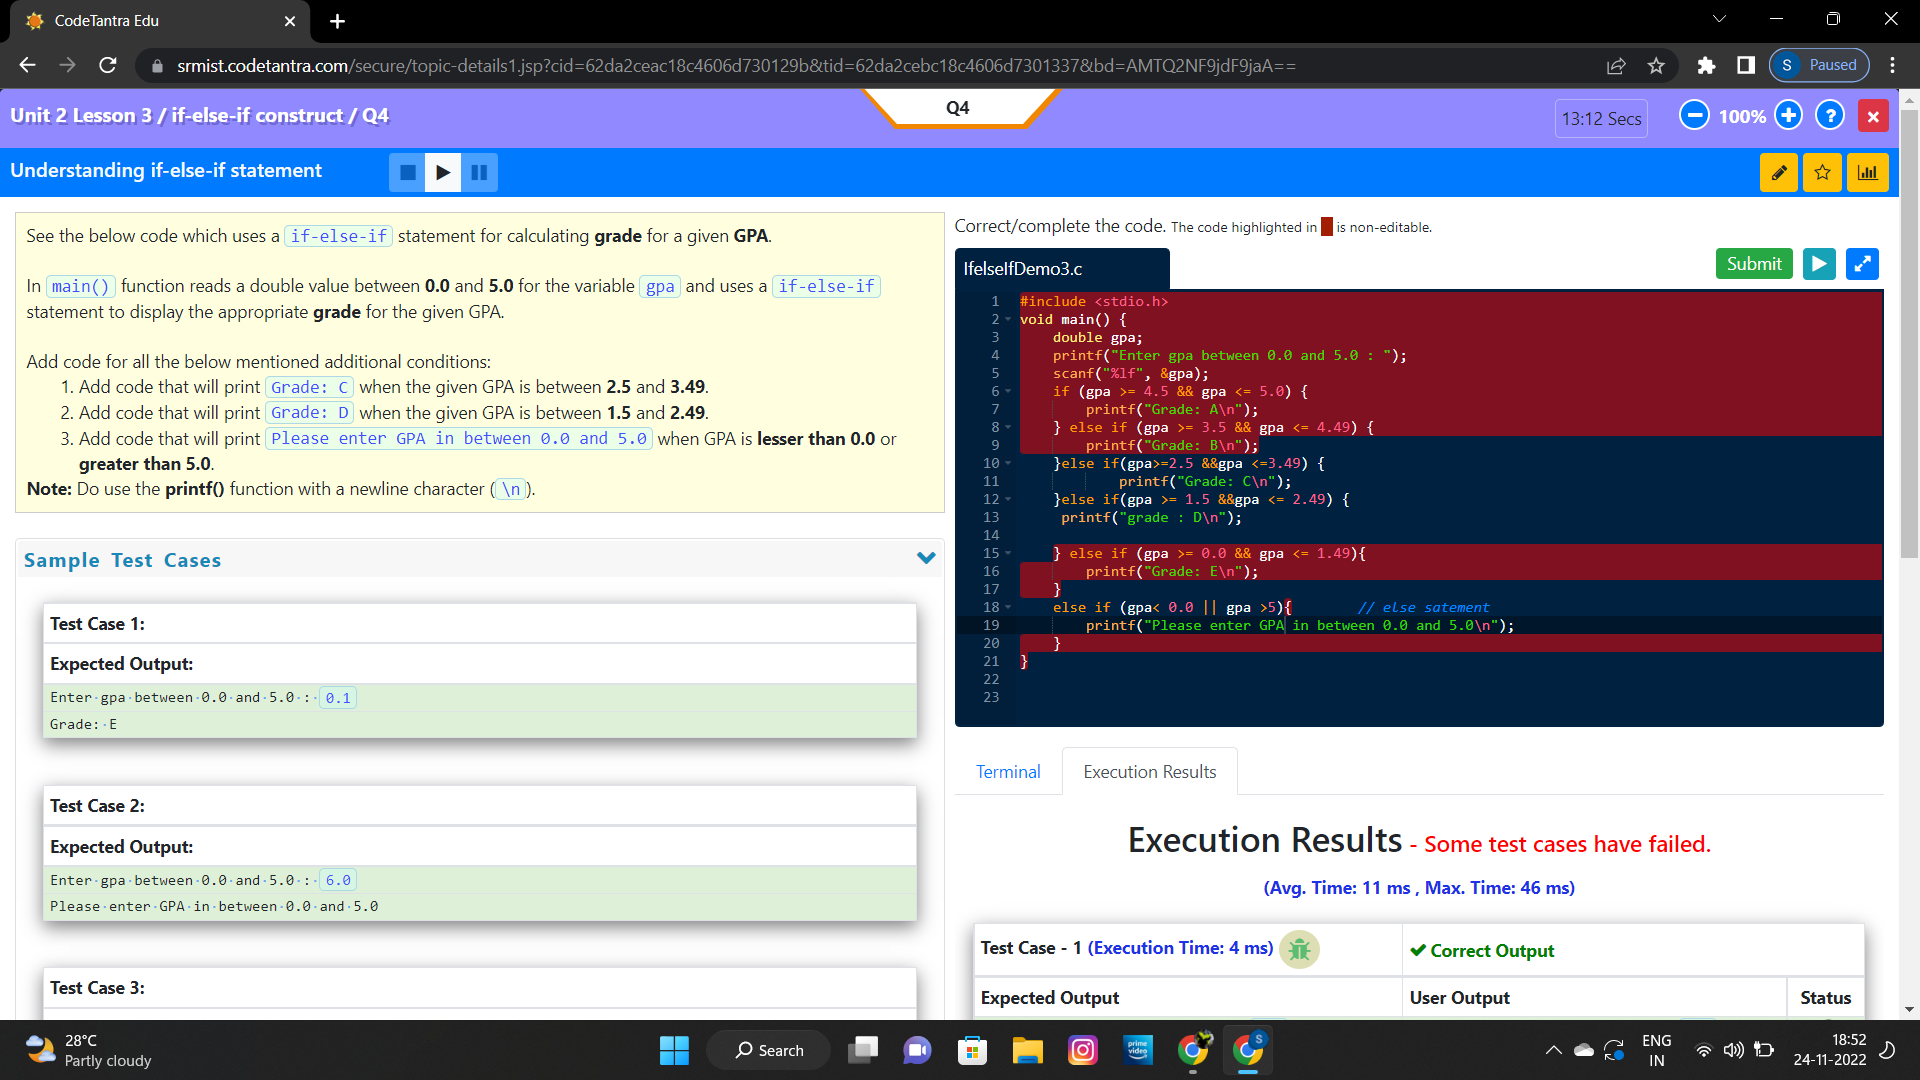 CodeTantra Edu
srmist.codetantra.com/secure/topic-details1.jsp?cid=62da2ceac18c4606d730129b&tid=62da2cebc18c4606d7301337&bd=AMTQ2NF9jdF9jaA==
S Paused
Unit 2 Lesson 3 / if-else-if construct / Q4
Q4
13:12 Secs
100%
?
Understanding if-else-if statement
See the below code which uses a if-else-if statement for calculating grade for a given GPA.
In main() function reads a double value between 0.0 and 5.0 for the variable gpa and uses a if-else-if
statement to display the appropriate grade for the given GPA.
Add code for all the below mentioned additional conditions:
1. Add code that will print Grade: C when the given GPA is between 2.5 and 3.49.
2. Add code that will print Grade: D when the given GPA is between 1.5 and 2.49.
3. Add code that will print Please enter GPA in between 0.0 and 5.0 when GPA is lesser than 0.0 or
greater than 5.0.
Note: Do use the printf() function with a newline character ( \n ).
Sample Test Cases
Test Case 1:
Expected Output:
Enter·gpa·between·0.0·and·5.0·:· 0.1
Grade:·E
Test Case 2:
Expected Output:
Enter·gpa·between·0.0·and·5.0·:· 6.0
Please·enter·GPA·in·between·0.0·and·5.0
Test Case 3:
Correct/complete the code. The code highlighted in is non-editable.
IfelseIfDemo3.c
Submit
1 #include <stdio.h>
2 void main() {
3 double gpa;
4 printf("Enter gpa between 0.0 and 5.0 : ");
5 scanf("%lf", &gpa);
6 if (gpa >= 4.5 && gpa <= 5.0) {
7 printf("Grade: A\n");
8 } else if (gpa >= 3.5 && gpa <= 4.49) {
9 printf("Grade: B\n");
10 }else if(gpa>=2.5 &&gpa <=3.49) {
11 printf("Grade: C\n");
12 }else if(gpa >= 1.5 &&gpa <= 2.49) {
13 printf("grade : D\n");
14
15 } else if (gpa >= 0.0 && gpa <= 1.49){
16 printf("Grade: E\n");
17 }
18 else if (gpa< 0.0 || gpa >5){ // else satement
19 printf("Please enter GPA in between 0.0 and 5.0\n");
20 }
21 }
22
23
Terminal Execution Results
Execution Results - Some test cases have failed.
(Avg. Time: 11 ms , Max. Time: 46 ms)
Test Case - 1 (Execution Time: 4 ms) Correct Output
Expected Output User Output Status
28°C
Partly cloudy
Search
prime video
S
ENG
IN
18:52
24-11-2022